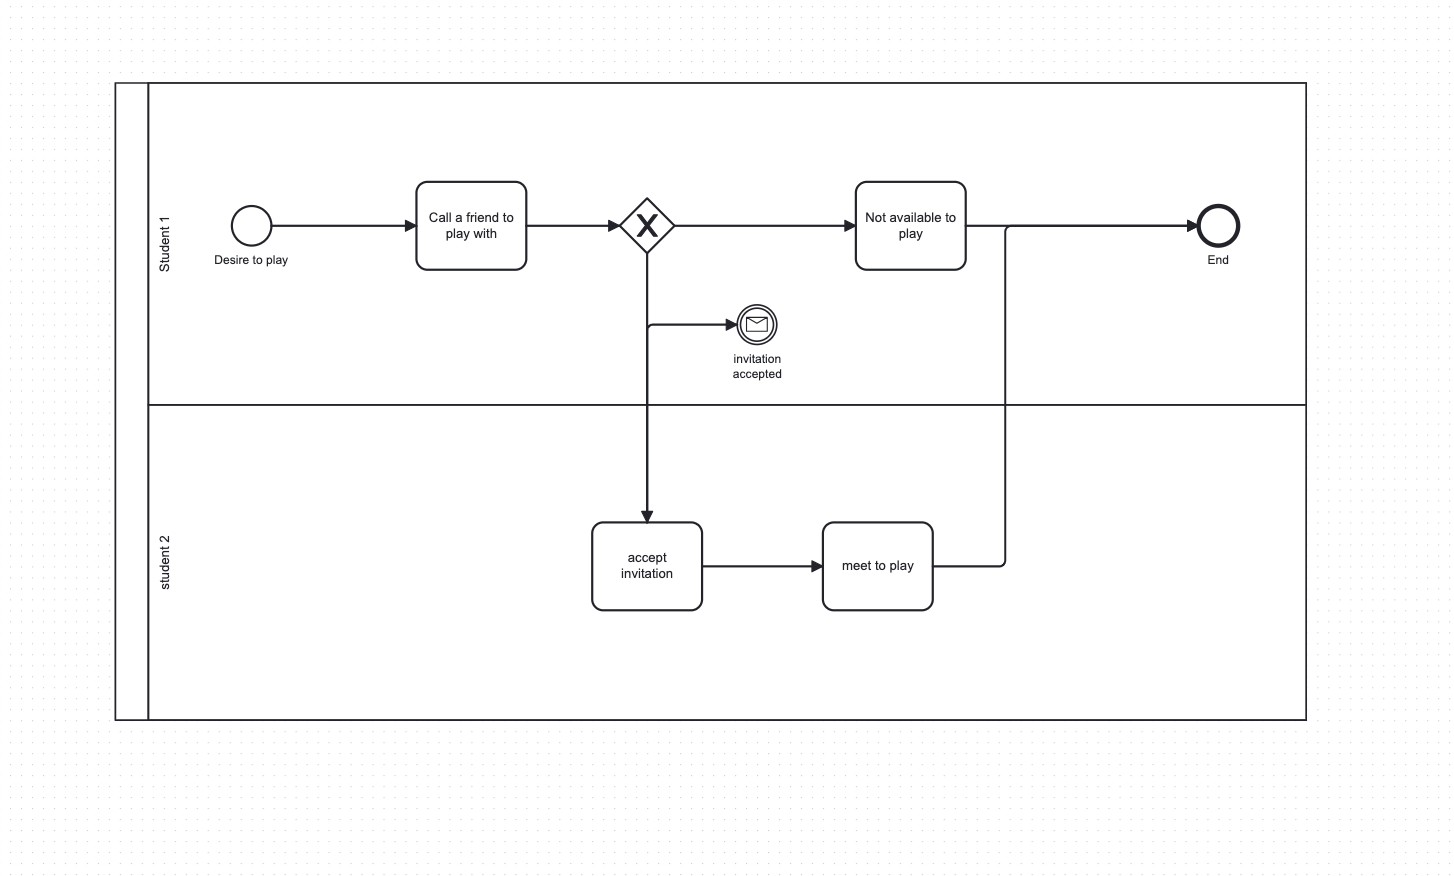 Student 1
Desire to play
Call a friend to
play with
Not available to
play
End
invitation
accepted
student 2
accept
invitation
meet to play